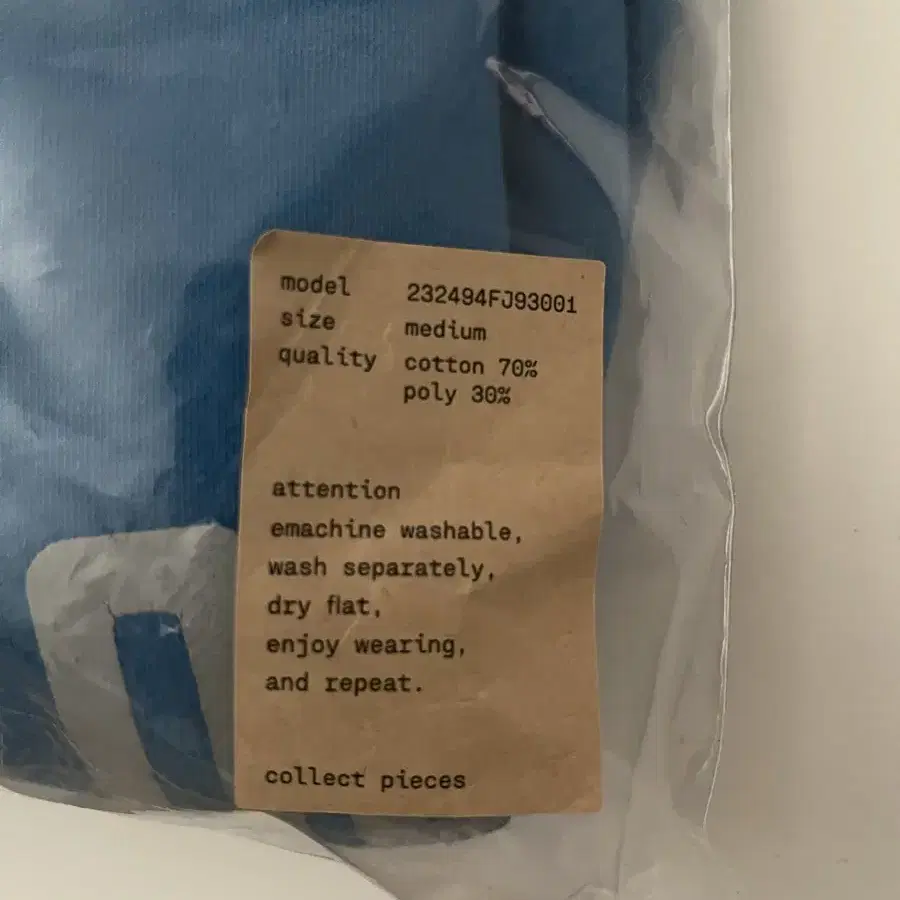 model 232494FJ93001
size medium
quality cotton 70%
poly 30%
attention
emachine washable,
wash separately,
dry flat,
enjoy wearing,
and repeat.
collect pieces